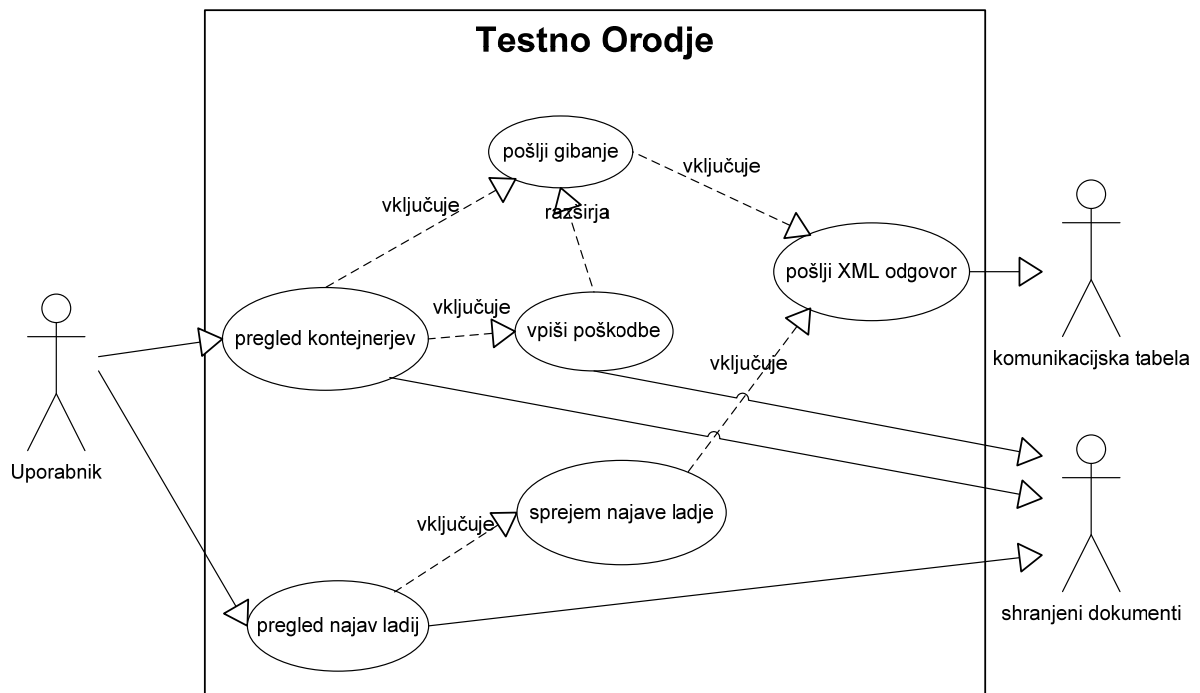 Testno Orodje
pošlji gibanje
vključuje
vključuje
razširja
pošlji XML odgovor
vključuje
pregled kontejnerjev
vpiši poškodbe
komunikacijska tabela
vključuje
Uporabnik
sprejem najave ladje
vključuje
pregled najav ladij
shranjeni dokumenti